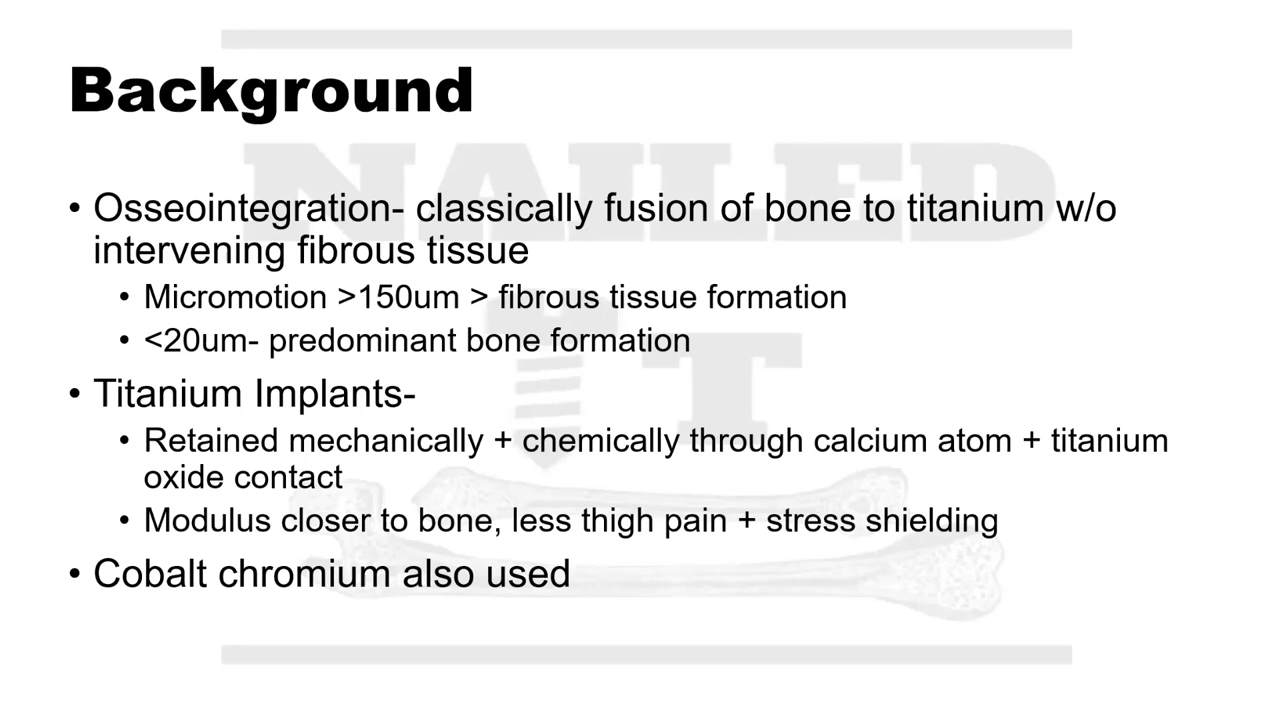 Background
NAILED
IT
• Osseointegration- classically fusion of bone to titanium w/o
intervening fibrous tissue
• Micromotion >150um > fibrous tissue formation
• <20um- predominant bone formation
• Titanium Implants-
• Retained mechanically + chemically through calcium atom + titanium
oxide contact
• Modulus closer to bone, less thigh pain + stress shielding
• Cobalt chromium also used